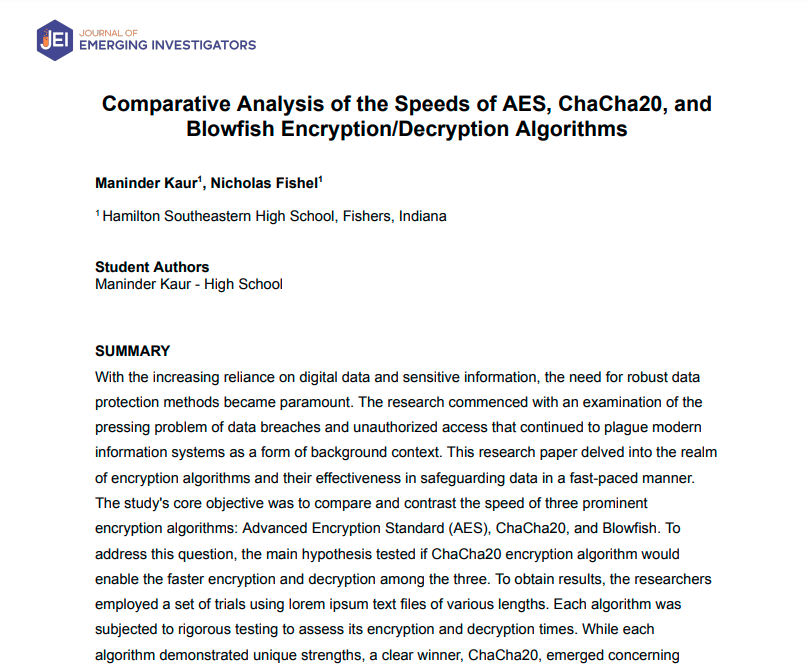 JEI
JOURNAL OF
EMERGING INVESTIGATORS
Comparative Analysis of the Speeds of AES, ChaCha20, and
Blowfish Encryption/Decryption Algorithms
Maninder Kaur¹, Nicholas Fishel¹
¹ Hamilton Southeastern High School, Fishers, Indiana
Student Authors
Maninder Kaur - High School
SUMMARY
With the increasing reliance on digital data and sensitive information, the need for robust data
protection methods became paramount. The research commenced with an examination of the
pressing problem of data breaches and unauthorized access that continued to plague modern
information systems as a form of background context. This research paper delved into the realm
of encryption algorithms and their effectiveness in safeguarding data in a fast-paced manner.
The study's core objective was to compare and contrast the speed of three prominent
encryption algorithms: Advanced Encryption Standard (AES), ChaCha20, and Blowfish. To
address this question, the main hypothesis tested if ChaCha20 encryption algorithm would
enable the faster encryption and decryption among the three. To obtain results, the researchers
employed a set of trials using lorem ipsum text files of various lengths. Each algorithm was
subjected to rigorous testing to assess its encryption and decryption times. While each
algorithm demonstrated unique strengths, a clear winner, ChaCha20, emerged concerning